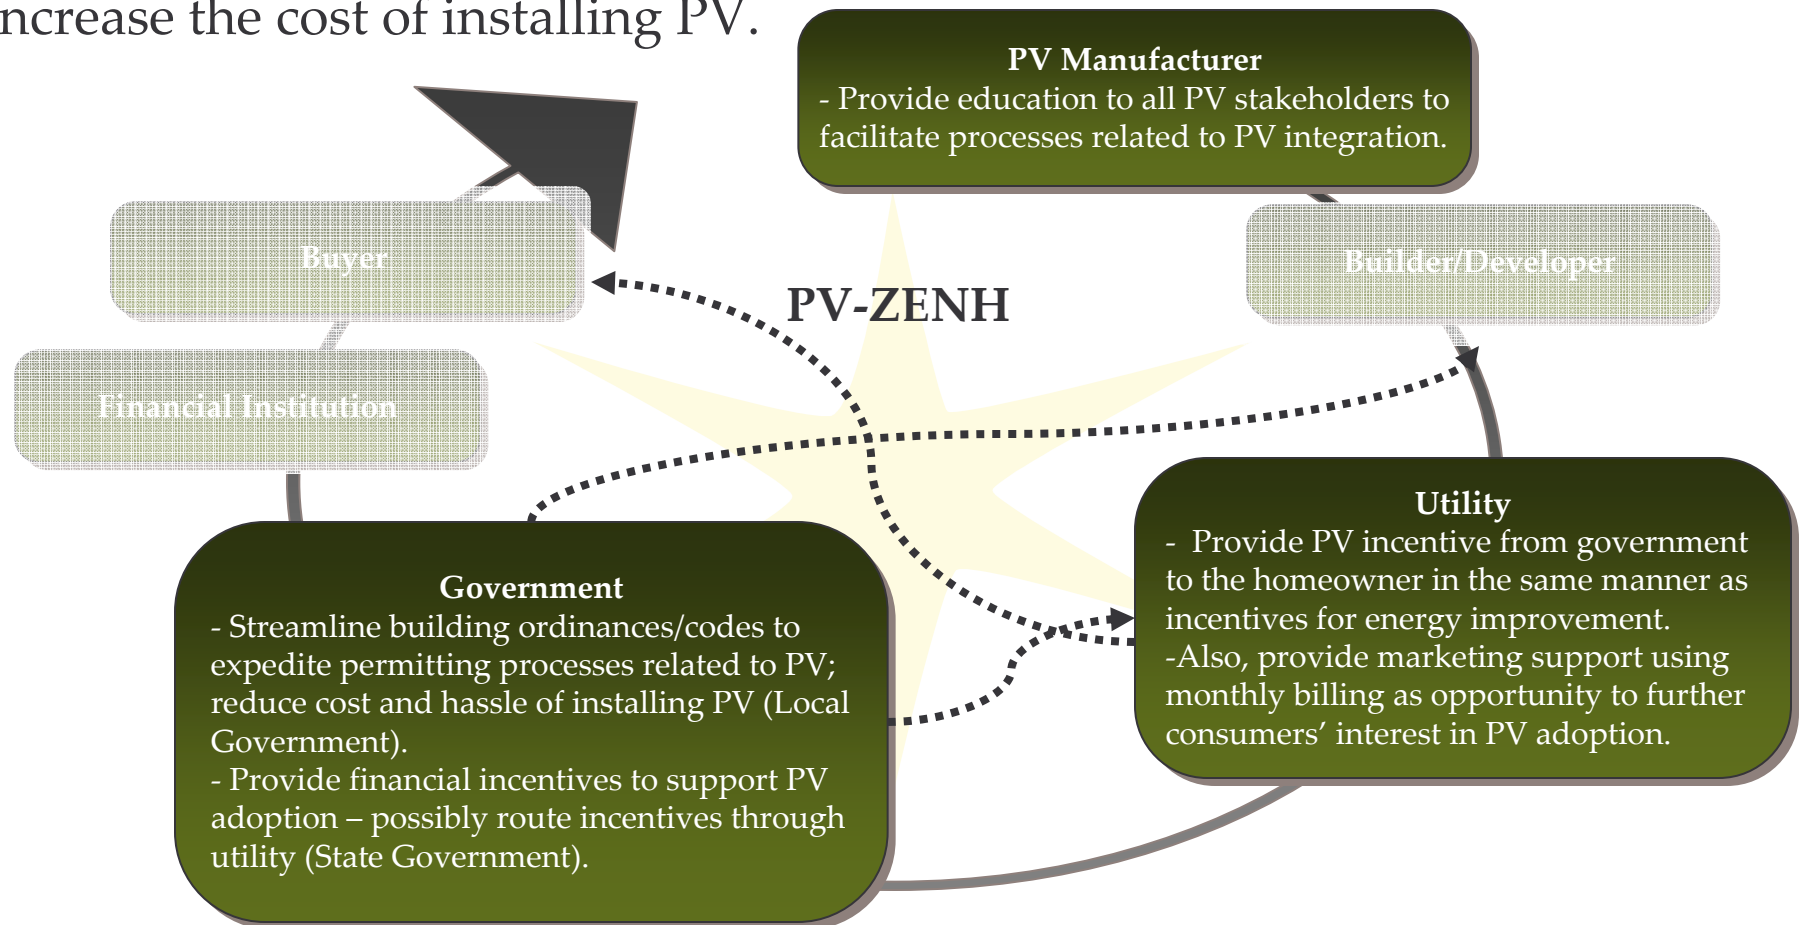 ncrease the cost of installing PV.
PV Manufacturer
- Provide education to all PV stakeholders to
facilitate processes related to PV integration.
Buyer
Builder/Developer
PV-ZENH
Financial Institution
Utility
- Provide PV incentive from government
to the homeowner in the same manner as
incentives for energy improvement.
-Also, provide marketing support using
monthly billing as opportunity to further
consumers’ interest in PV adoption.
Government
- Streamline building ordinances/codes to
expedite permitting processes related to PV;
reduce cost and hassle of installing PV (Local
Government).
- Provide financial incentives to support PV
adoption – possibly route incentives through
utility (State Government).